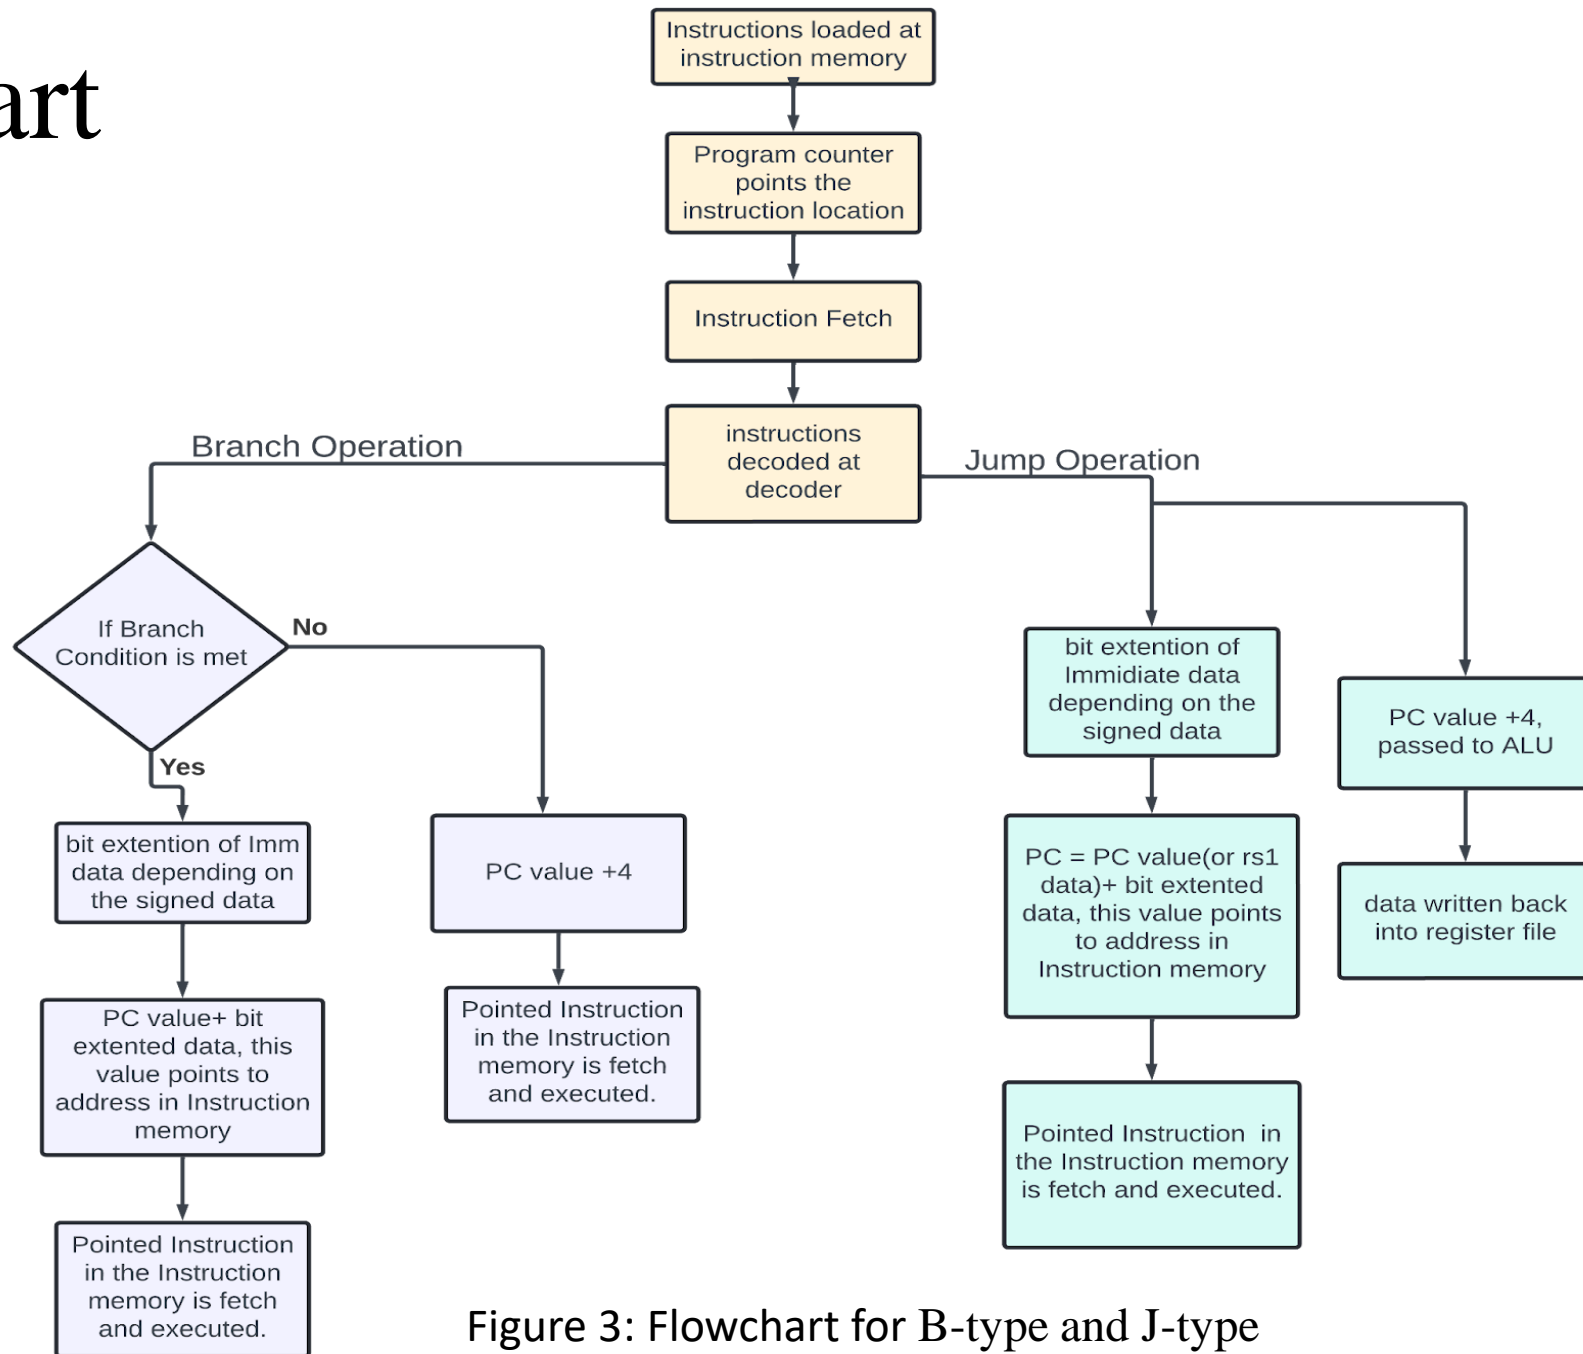 art
Instructions loaded at
instruction memory
Program counter
points the
instruction location
Instruction Fetch
instructions
decoded at
decoder
Branch Operation
Jump Operation
If Branch
Condition is met
No
Yes
bit extention of Imm
data depending on
the signed data
PC value+ bit
extented data, this
value points to
address in Instruction
memory
Pointed Instruction
in the Instruction
memory is fetch
and executed.
PC value +4
Pointed Instruction
in the Instruction
memory is fetch
and executed.
bit extention of
Immidiate data
depending on the
signed data
PC = PC value(or rs1
data)+ bit extented
data, this value points
to address in
Instruction memory
Pointed Instruction in
the Instruction memory
is fetch and executed.
PC value +4,
passed to ALU
data written back
into register file
Figure 3: Flowchart for B-type and J-type